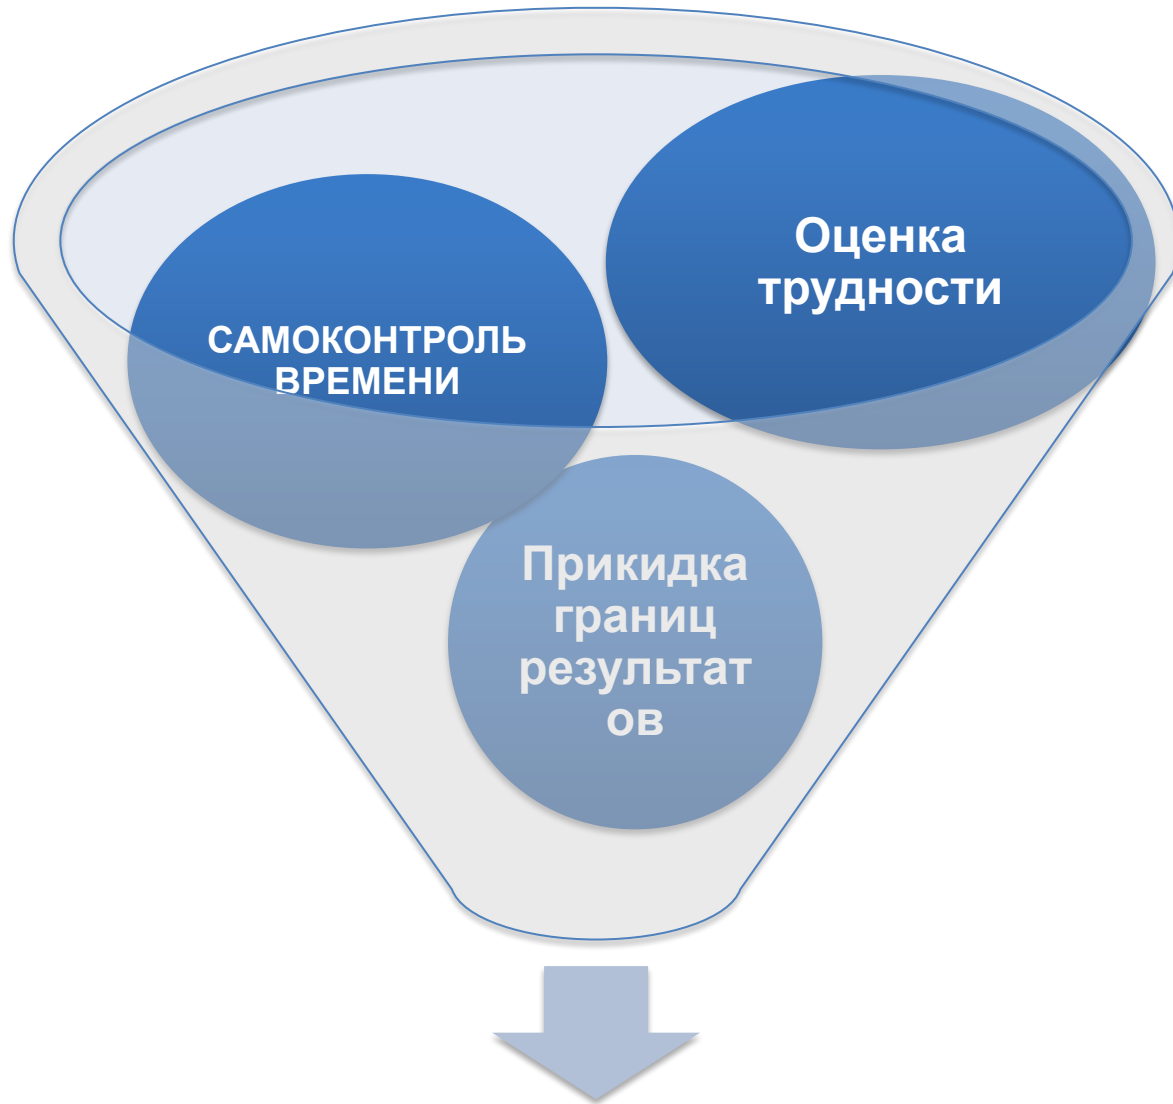 Оценка
трудности
САМОКОНТРОЛЬ
ВРЕМЕНИ
Прикидка
границ
результат
ов